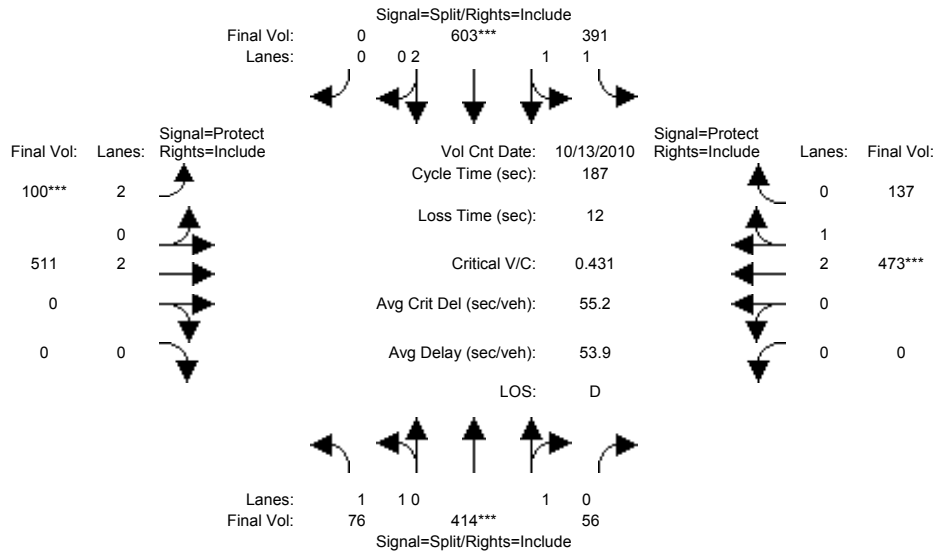 Signal=Split/Rights=Include
Final Vol: 0 603*** 391
Lanes: 0 0 2 1 1
Signal=Protect Signal=Protect
Final Vol: Lanes: Rights=Include Vol Cnt Date: 10/13/2010 Rights=Include Lanes: Final Vol:
Cycle Time (sec): 187
100*** 2 0 137
Loss Time (sec): 12
0 1
511 2 Critical V/C: 0.431 2 473***
0 Avg Crit Del (sec/veh): 55.2 0
0 0 Avg Delay (sec/veh): 53.9 0 0
LOS: D
Lanes: 1 1 0 1 0
Final Vol: 76 414*** 56
Signal=Split/Rights=Include